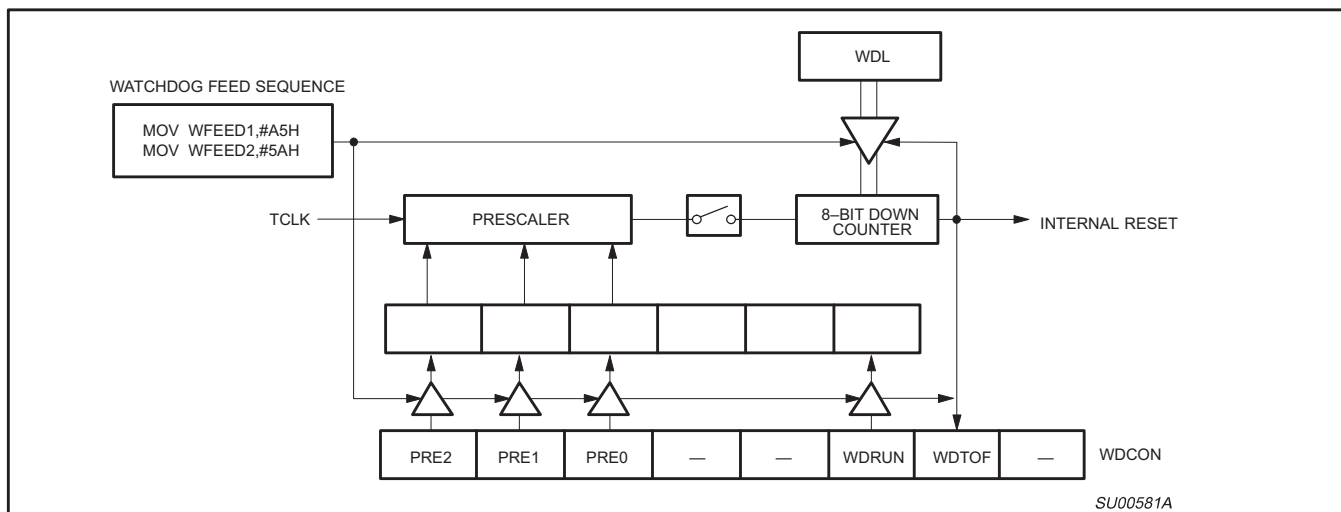 WDL
WATCHDOG FEED SEQUENCE
MOV WFEED1,#A5H
MOV WFEED2,#5AH
TCLK
PRESCALER
8–BIT DOWN
COUNTER
INTERNAL RESET
PRE2 PRE1 PRE0 — — WDRUN WDTOF — WDCON
SU00581A